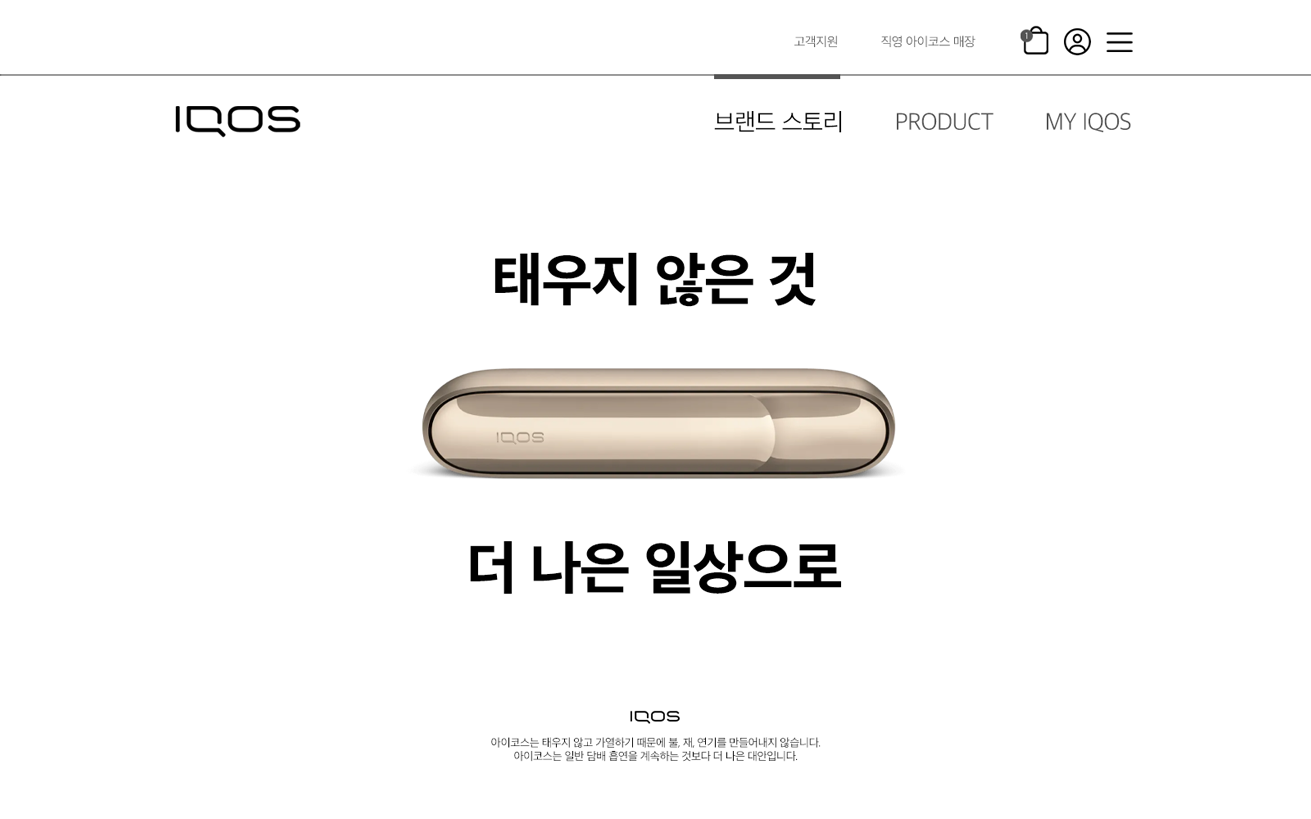 고객지원
직영 아이코스 매장
1
IQOS
브랜드 스토리
PRODUCT
MY IQOS
태우지 않은 것
IQOS
더 나은 일상으로
IQOS
아이코스는 태우지 않고 가열하기 때문에 불, 재, 연기를 만들어내지 않습니다.
아이코스는 일반 담배 흡연을 계속하는 것보다 더 나은 대안입니다.